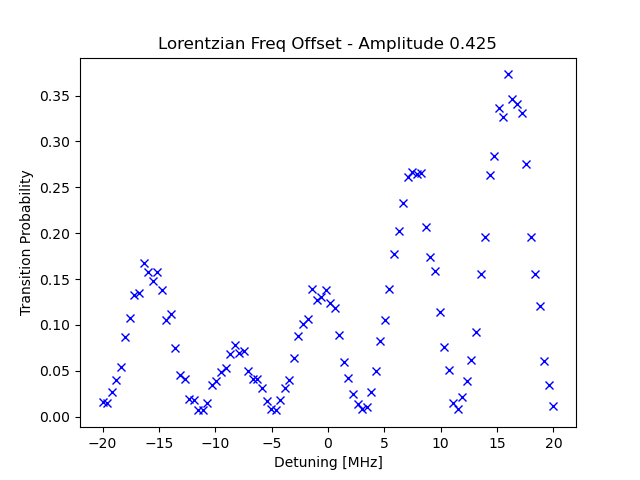 Lorentzian Freq Offset - Amplitude 0.425
Transition Probability
0.35
0.30
0.25
0.20
0.15
0.10
0.05
0.00
−20 −15 −10 −5 0 5 10 15 20
Detuning [MHz]